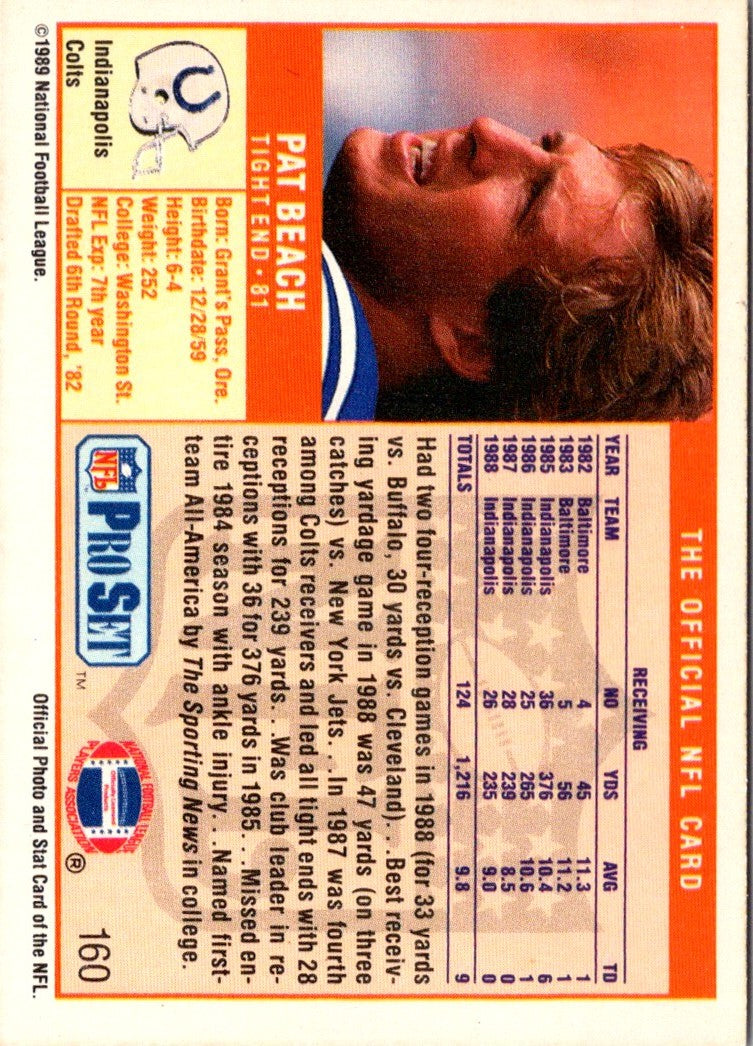 THE OFFICIAL NFL CARD
PAT BEACH
TIGHT END • 81
Indianapolis
Colts
Born: Grant's Pass, Ore.
Birthdate: 12/28/59
Height: 6-4
Weight: 252
College: Washington St.
NFL Exp: 7th year
Drafted 6th Round, '82
RECEIVING
YEAR TEAM NO YDS AVG TD
1982 Baltimore 4 45 11.3 1
1983 Baltimore 5 56 11.2 1
1985 Indianapolis 36 376 10.4 6
1986 Indianapolis 25 265 10.6 1
1987 Indianapolis 28 239 8.5 0
1988 Indianapolis 26 235 9.0 0
TOTALS 124 1,216 9.8 9
Had two four-reception games in 1988 (for 33 yards
vs. Buffalo, 30 yards vs. Cleveland). . .Best receiv-
ing yardage game in 1988 was 47 yards (on three
catches) vs. New York Jets. . .In 1987 was fourth
among Colts receivers and led all tight ends with 28
receptions for 239 yards. . .Was club leader in re-
ceptions with 36 for 376 yards in 1985. . .Missed en-
tire 1984 season with ankle injury. . .Named first-
team All-America by The Sporting News in college.
NFL PRO SET ™
NATIONAL FOOTBALL LEAGUE
PLAYERS ASSOCIATION
Officially Licensed
Products
®
160
©1989 National Football League.
Official Photo and Stat Card of the NFL.